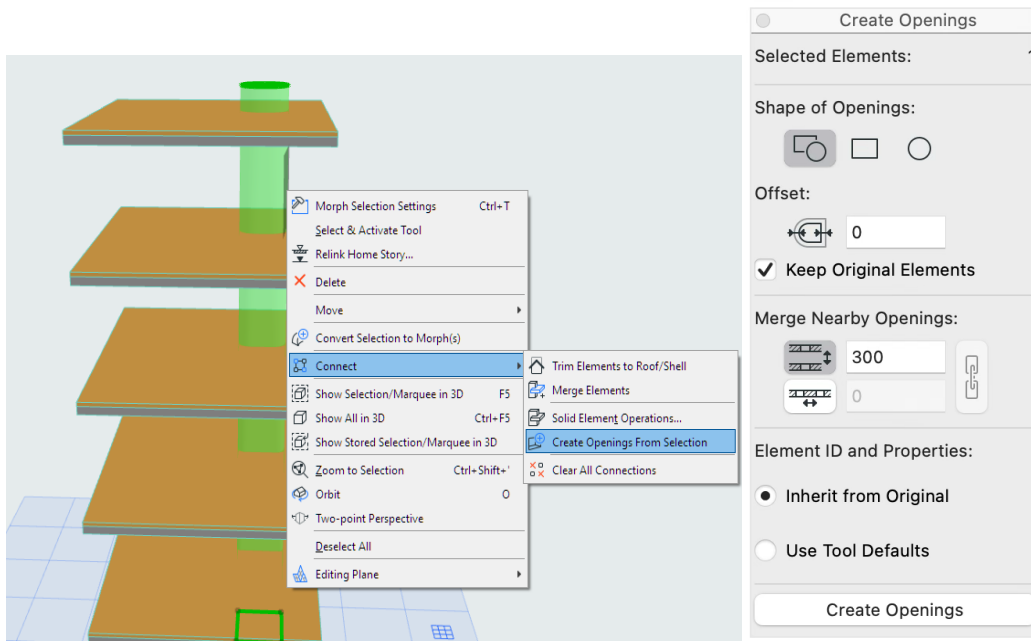 Morph Selection Settings Ctrl+T
Select & Activate Tool
Relink Home Story...
Delete
Move
Convert Selection to Morph(s)
Connect
Show Selection/Marquee in 3D F5
Show All in 3D Ctrl+F5
Show Stored Selection/Marquee in 3D
Zoom to Selection Ctrl+Shift+'
Orbit O
Two-point Perspective
Deselect All
Editing Plane
Trim Elements to Roof/Shell
Merge Elements
Solid Element Operations...
Create Openings From Selection
Clear All Connections
Create Openings
Selected Elements:
Shape of Openings:
Offset:
0
Keep Original Elements
Merge Nearby Openings:
300
0
Element ID and Properties:
Inherit from Original
Use Tool Defaults
Create Openings